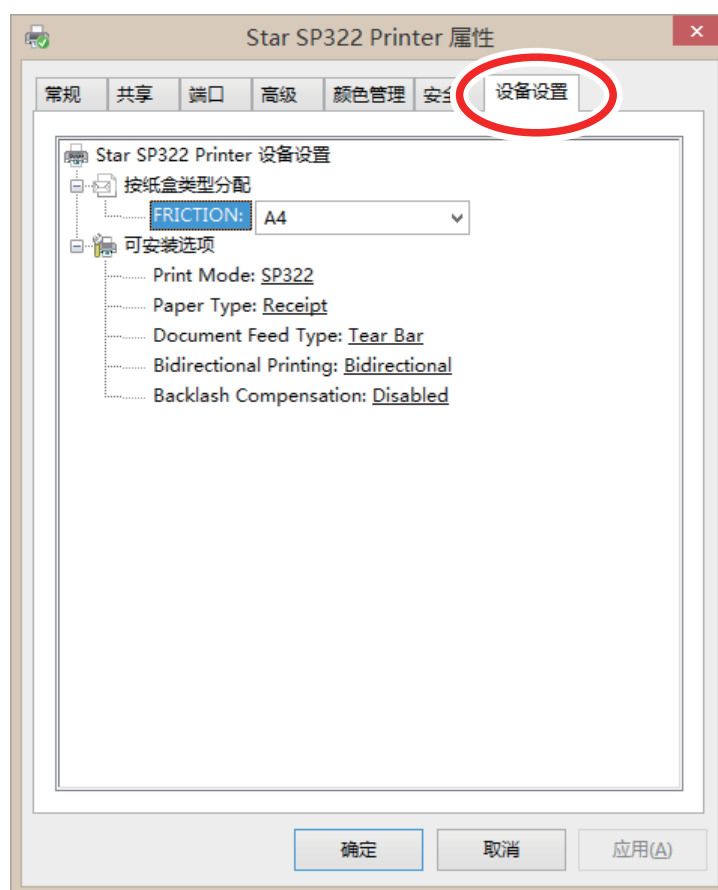 Star SP322 Printer 属性
常规 共享 端口 高级 颜色管理 安 设备设置
Star SP322 Printer 设备设置
按纸盒类型分配
FRICTION: A4
可安装选项
Print Mode: SP322
Paper Type: Receipt
Document Feed Type: Tear Bar
Bidirectional Printing: Bidirectional
Backlash Compensation: Disabled
确定 取消 应用(A)